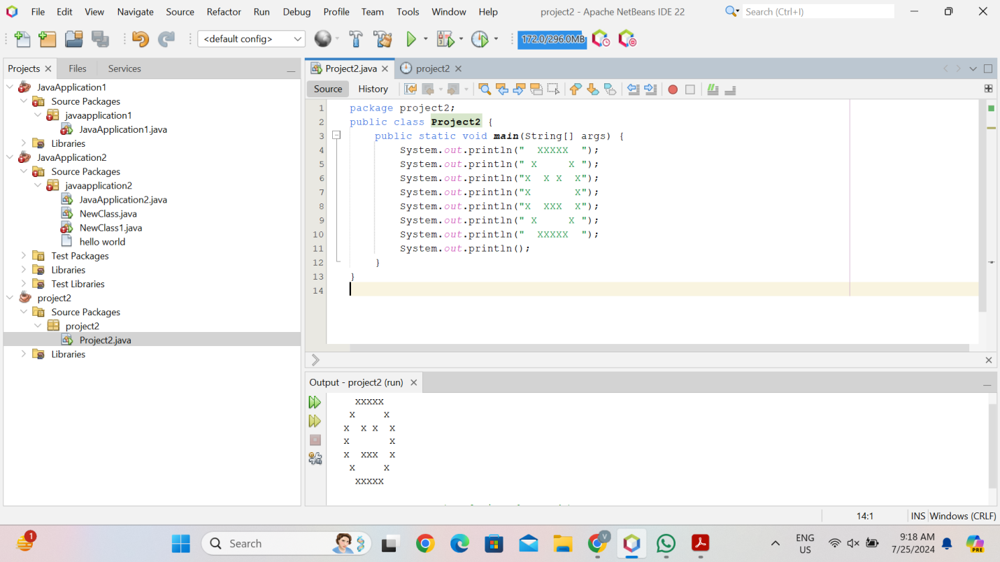 File Edit View Navigate Source Refactor Run Debug Profile Team Tools Window Help project2 - Apache NetBeans IDE 22 Search (Ctrl+I)
<default config> 172.0/296.0MB
Projects Files Services
JavaApplication1
Source Packages
javaapplication1
JavaApplication1.java
Libraries
JavaApplication2
Source Packages
javaapplication2
JavaApplication2.java
NewClass.java
NewClass1.java
hello world
Test Packages
Libraries
Test Libraries
project2
Source Packages
project2
Project2.java
Libraries
Project2.java project2
Source History
1 package project2;
2 public class Project2 {
3     public static void main(String[] args) {
4         System.out.println("  XXXXX  ");
5         System.out.println(" X     X ");
6         System.out.println("X  X X  X");
7         System.out.println("X       X");
8         System.out.println("X  XXX  X");
9         System.out.println(" X     X ");
10         System.out.println("  XXXXX  ");
11         System.out.println();
12     }
13 }
14
Output - project2 (run)
  XXXXX
 X     X
X  X X  X
X       X
X  XXX  X
 X     X
  XXXXX
14:1 INS Windows (CRLF)
1 Search V ENG US 9:18 AM 7/25/2024 PRE